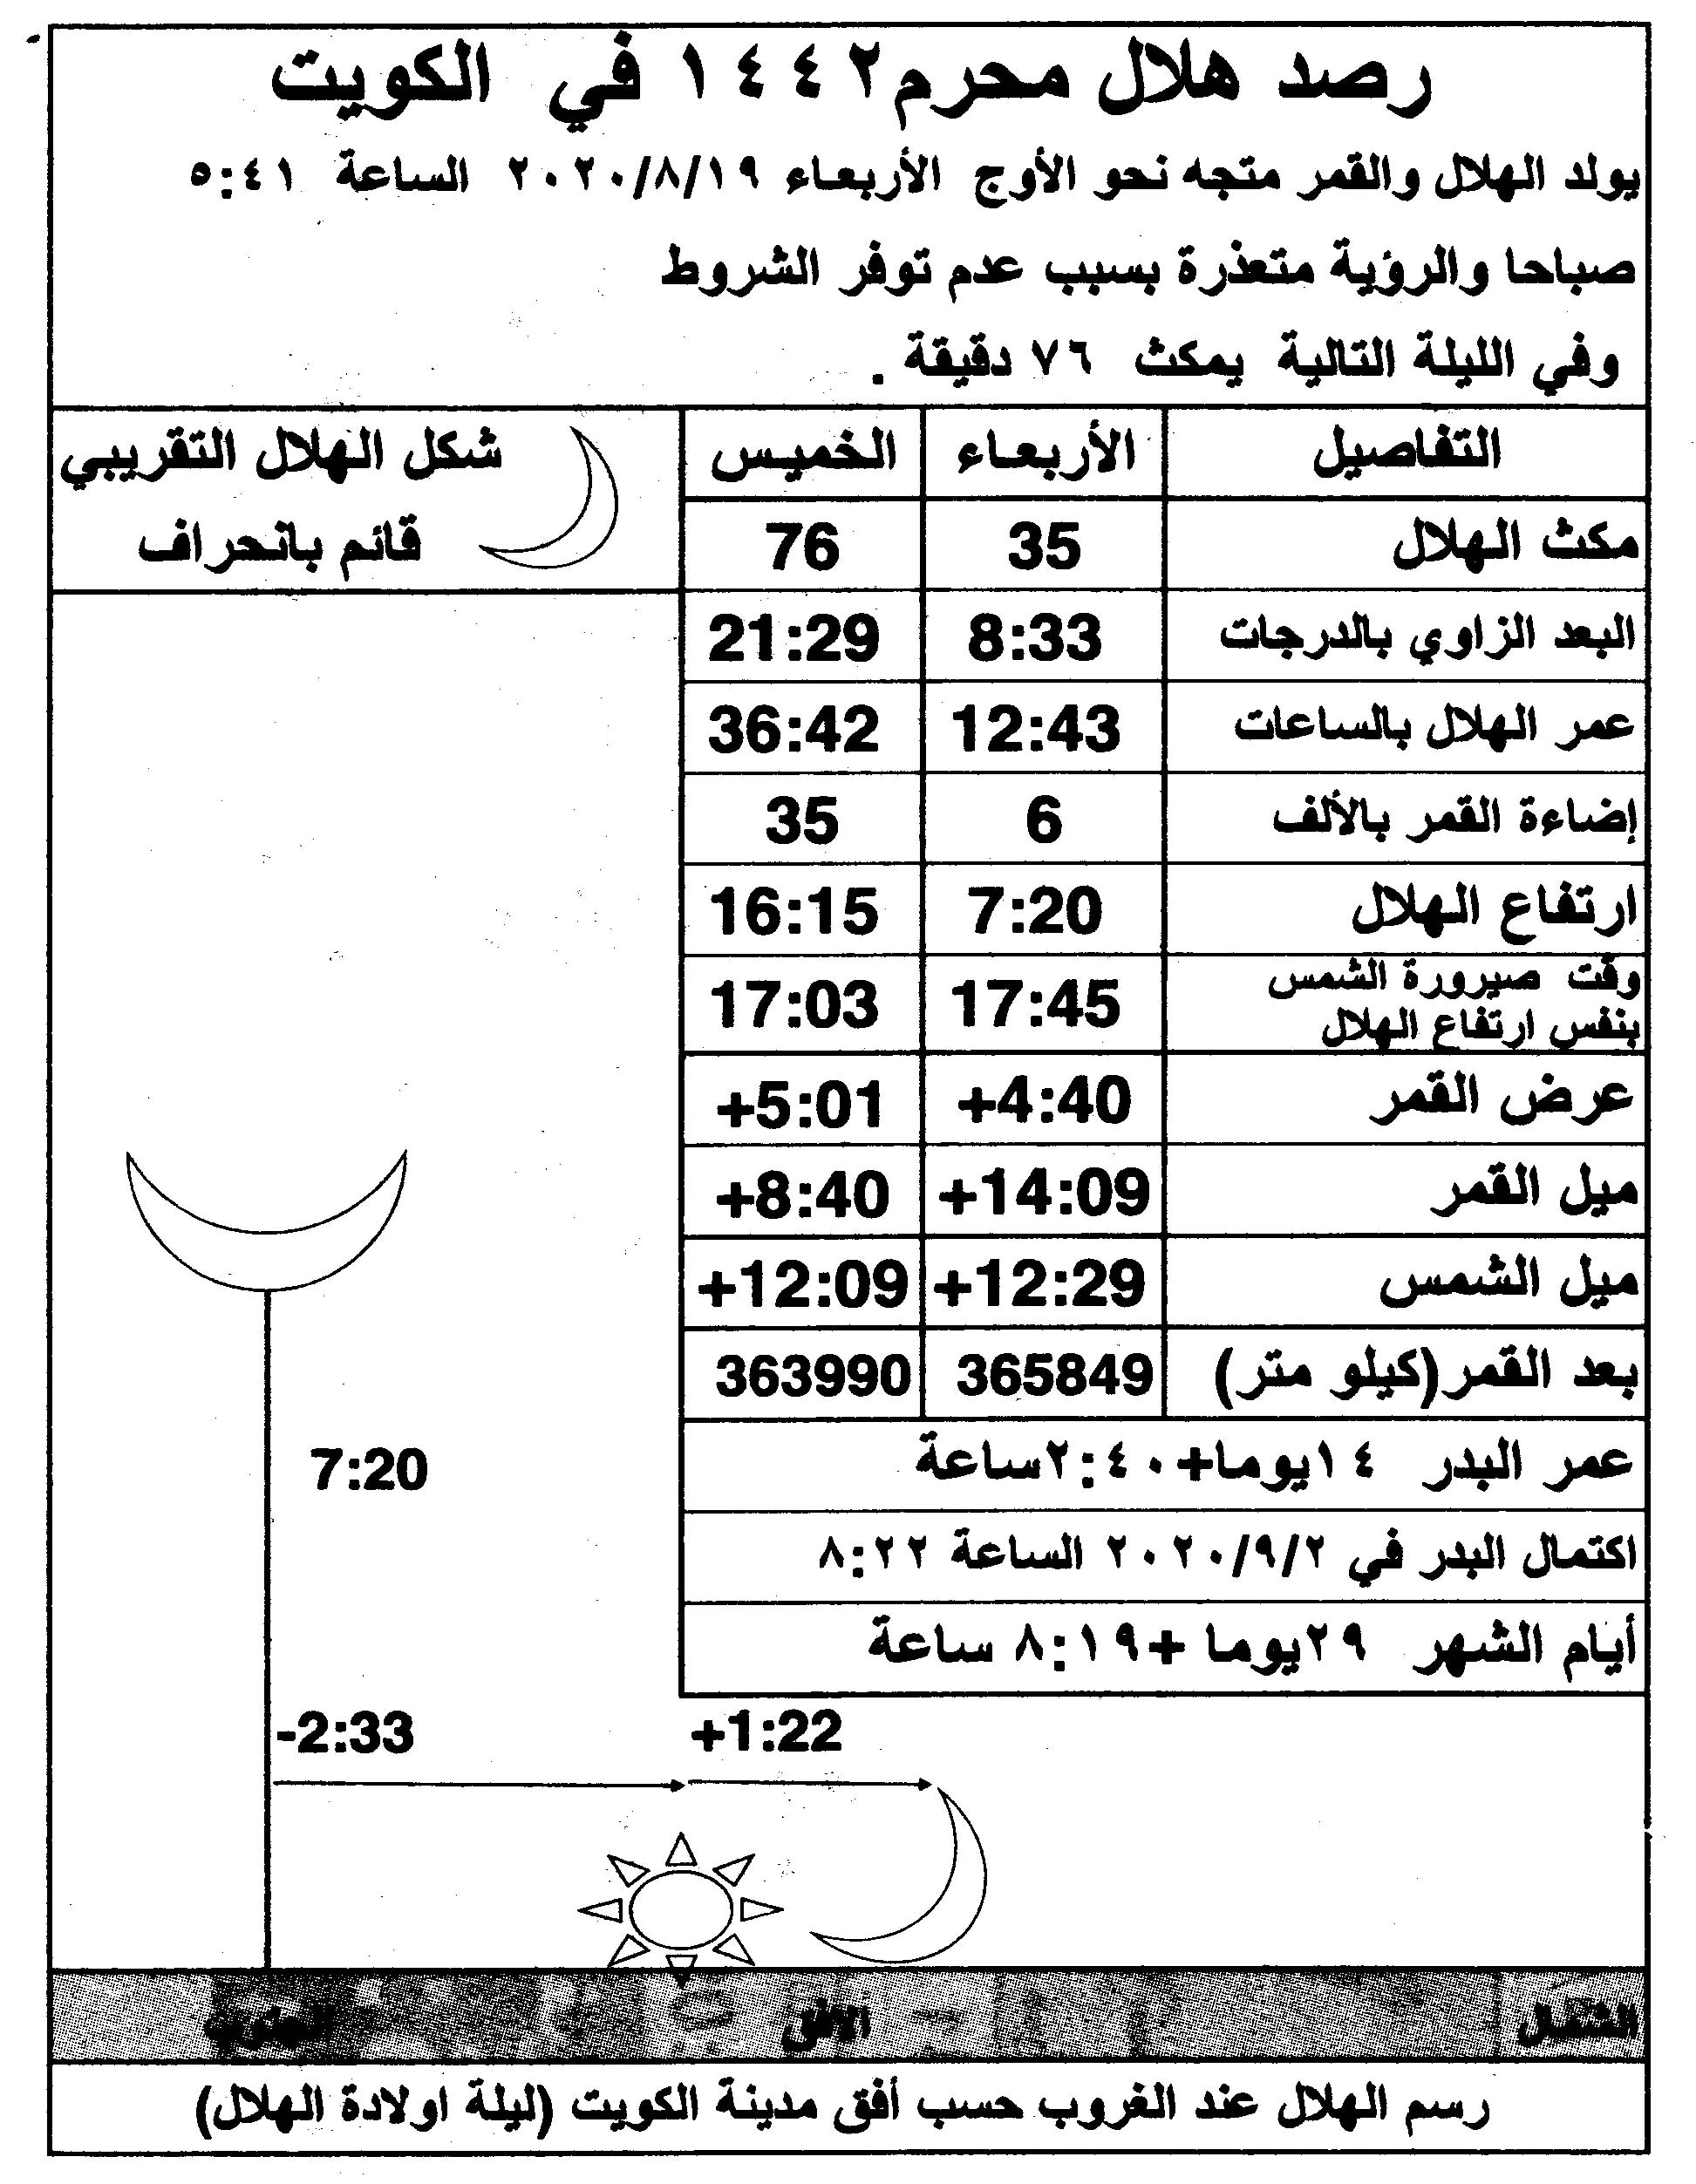 رصد هلال محرم ١٤٤٢ في الكويت
يولد الهلال والقمر متجه نحو الأوج الأربعاء ٢٠٢٠/٨/١٩ الساعة ٥:٤١
صباحا والرؤية متعذرة بسبب عدم توفر الشروط
وفي الليلة التالية يمكث ٧٦ دقيقة .
التفاصيل الأربعاء الخميس
شكل الهلال التقريبي
قائم بانحراف
مكث الهلال 35 76
البعد الزاوي بالدرجات 8:33 21:29
عمر الهلال بالساعات 12:43 36:42
إضاءة القمر بالألف 6 35
ارتفاع الهلال 7:20 16:15
وقت صيرورة الشمس
بنفس ارتفاع الهلال 17:45 17:03
عرض القمر +4:40 +5:01
ميل القمر +14:09 +8:40
ميل الشمس +12:29 +12:09
بعد القمر(كيلو متر) 365849 363990
عمر البدر ١٤يوما+٢:٤٠ساعة
7:20
اكتمال البدر في ٢٠٢٠/٩/٢ الساعة ٨:٢٢
أيام الشهر ٢٩يوما +٨:١٩ ساعة
-2:33 +1:22
الشمال الافق الجنوب
رسم الهلال عند الغروب حسب أفق مدينة الكويت (ليلة اولادة الهلال)